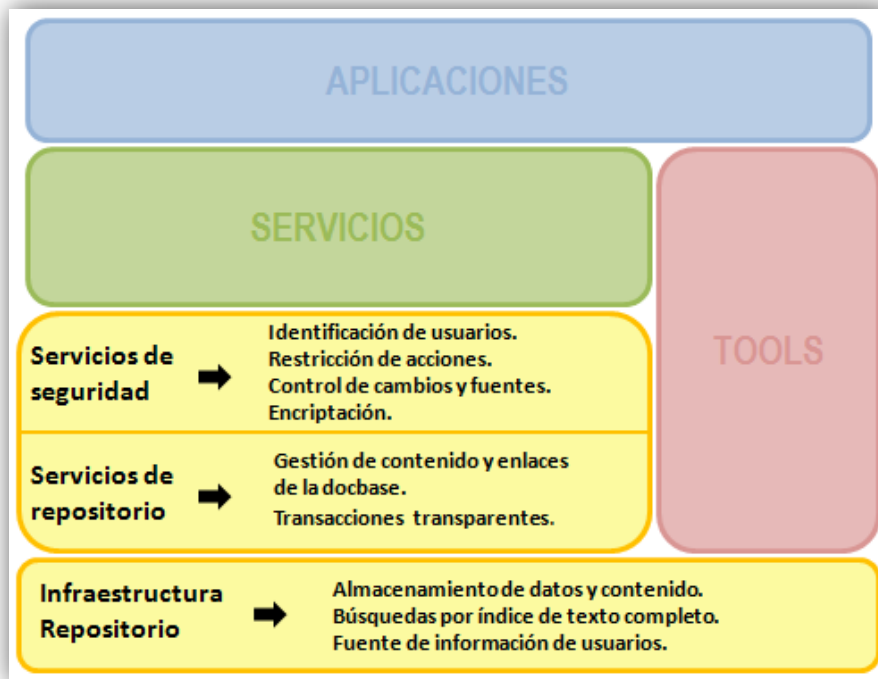 APLICACIONES
SERVICIOS
TOOLS
Servicios de
seguridad
Identificación de usuarios.
Restricción de acciones.
Control de cambios y fuentes.
Encriptación.
Servicios de
repositorio
Gestión de contenido y enlaces
de la docbase.
Transacciones transparentes.
Infraestructura
Repositorio
Almacenamiento de datos y contenido.
Búsquedas por índice de texto completo.
Fuente de información de usuarios.